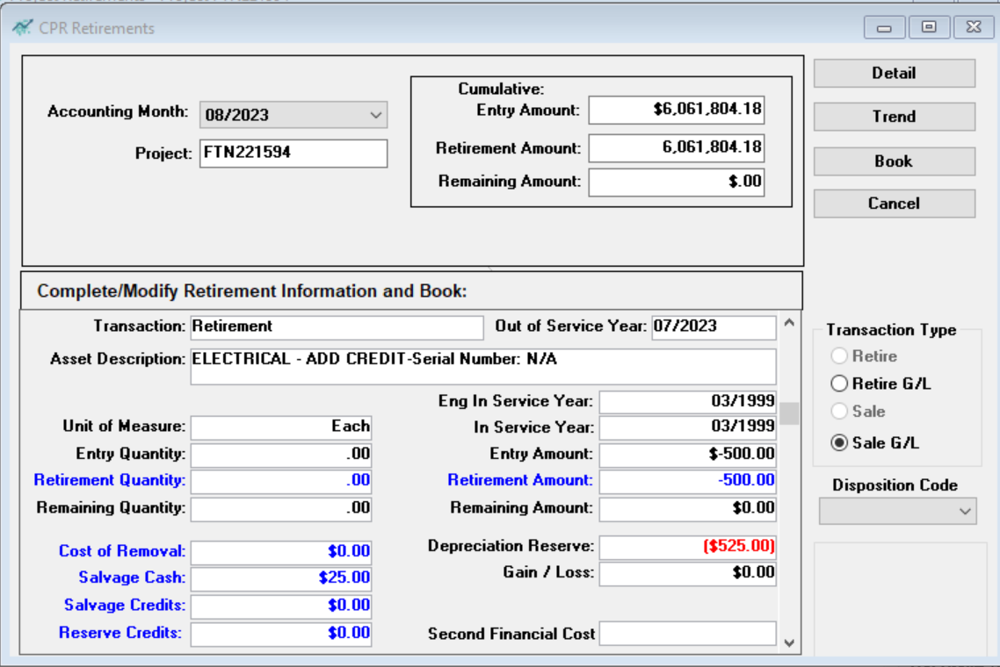 CPR Retirements
Accounting Month: 08/2023
Project: FTN221594
Cumulative:
Entry Amount: $6,061,804.18
Retirement Amount: 6,061,804.18
Remaining Amount: $.00
Detail
Trend
Book
Cancel
Complete/Modify Retirement Information and Book:
Transaction: Retirement Out of Service Year: 07/2023
Asset Description: ELECTRICAL - ADD CREDIT-Serial Number: N/A
Eng In Service Year: 03/1999
Unit of Measure: Each In Service Year: 03/1999
Entry Quantity: .00 Entry Amount: $-500.00
Retirement Quantity: .00 Retirement Amount: -500.00
Remaining Quantity: .00 Remaining Amount: $0.00
Cost of Removal: $0.00 Depreciation Reserve: ($525.00)
Salvage Cash: $25.00 Gain / Loss: $0.00
Salvage Credits: $0.00
Reserve Credits: $0.00 Second Financial Cost
Transaction Type
Retire
Retire G/L
Sale
Sale G/L
Disposition Code